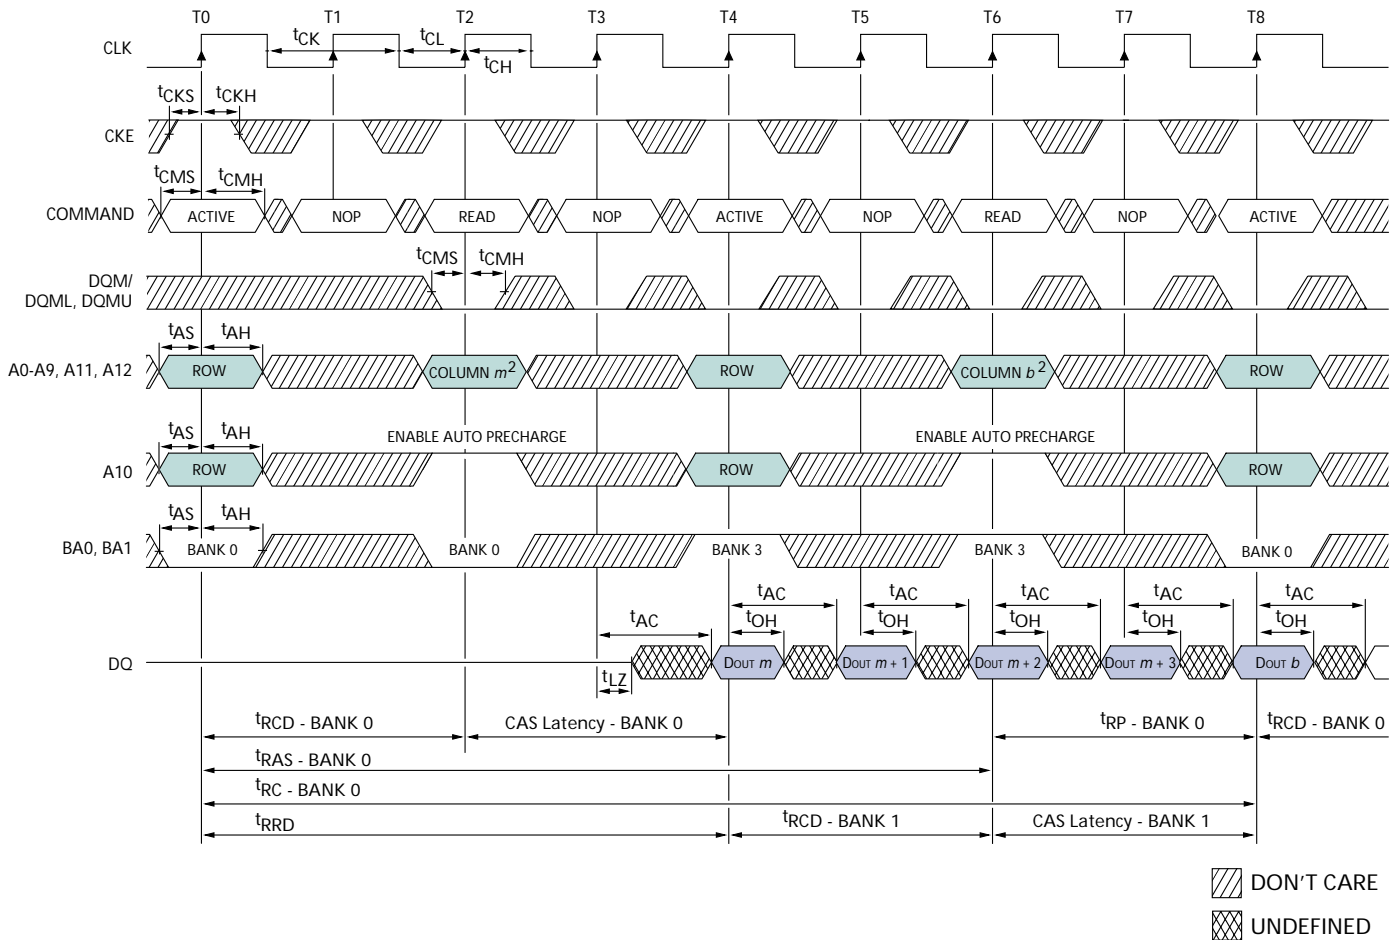 T0 T1 T2 T3 T4 T5 T6 T7 T8
CLK
tCK tCL
tCH
tCKS tCKH
CKE
tCMS tCMH
COMMAND ACTIVE NOP READ NOP ACTIVE NOP READ NOP ACTIVE
tCMS tCMH
DQM/
DQML, DQMU
tAS tAH
A0-A9, A11, A12 ROW COLUMN m2 ROW COLUMN b2 ROW
tAS tAH ENABLE AUTO PRECHARGE ENABLE AUTO PRECHARGE
A10 ROW ROW ROW
tAS tAH
BA0, BA1 BANK 0 BANK 0 BANK 3 BANK 3 BANK 0
tAC tAC tAC tAC tAC
tAC tOH tOH tOH tOH tOH
DQ DOUT m DOUT m + 1 DOUT m + 2 DOUT m + 3 DOUT b
tLZ
tRCD - BANK 0 CAS Latency - BANK 0 tRP - BANK 0 tRCD - BANK 0
tRAS - BANK 0
tRC - BANK 0
tRRD tRCD - BANK 1 CAS Latency - BANK 1
DON'T CARE
UNDEFINED